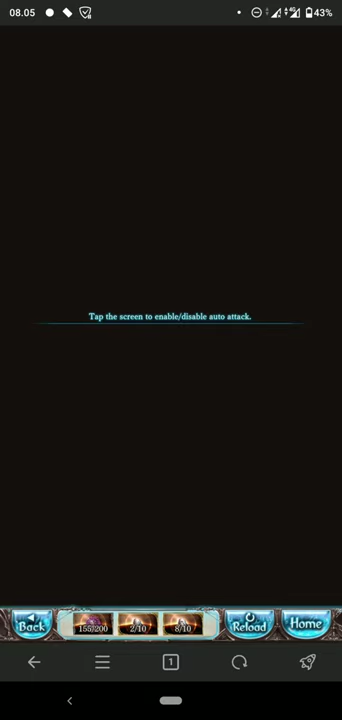 08.05
4G
43%
Tap the screen to enable/disable auto attack.
Back
155/200
2/10
8/10
Reload
Home
1